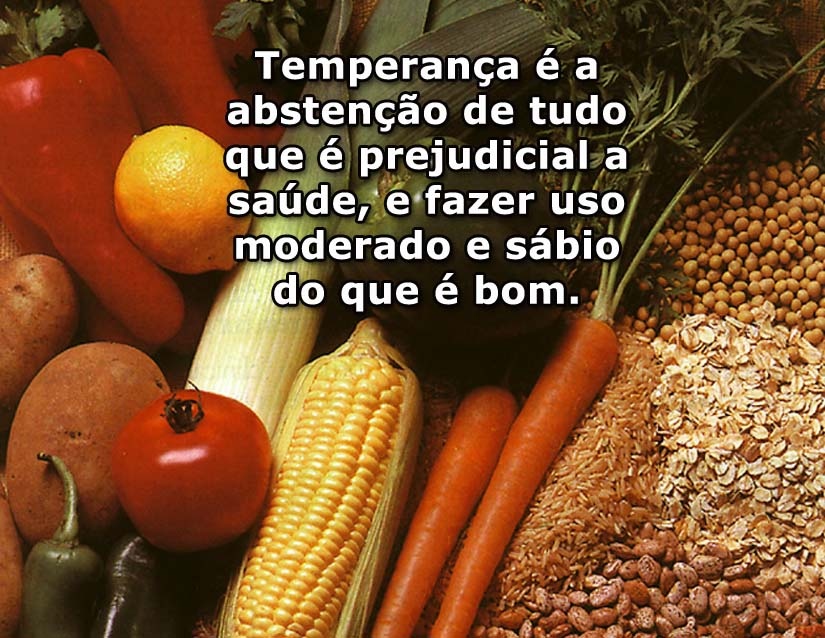 Temperança é a
abstenção de tudo
que é prejudicial a
saúde, e fazer uso
moderado e sábio
do que é bom.